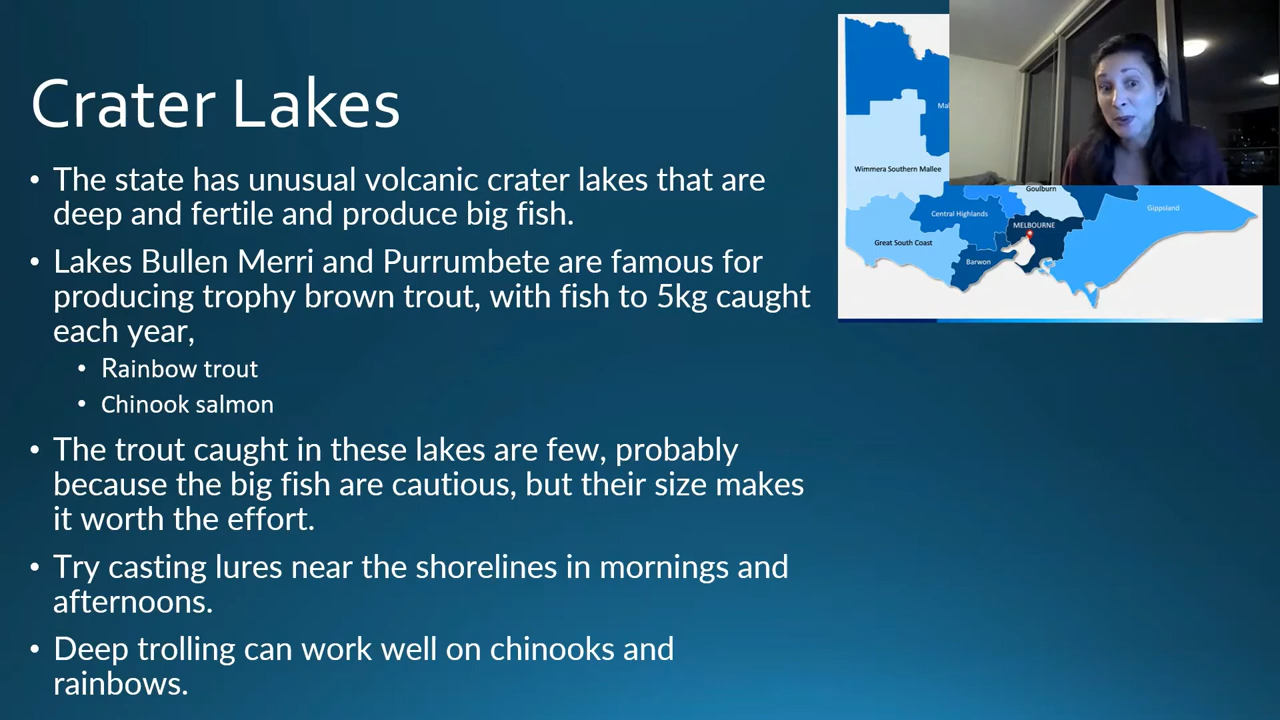 Crater Lakes
• The state has unusual volcanic crater lakes that are
deep and fertile and produce big fish.
• Lakes Bullen Merri and Purrumbete are famous for
producing trophy brown trout, with fish to 5kg caught
each year,
• Rainbow trout
• Chinook salmon
• The trout caught in these lakes are few, probably
because the big fish are cautious, but their size makes
it worth the effort.
• Try casting lures near the shorelines in mornings and
afternoons.
• Deep trolling can work well on chinooks and
rainbows.
Wimmera Southern Mallee
Goulburn
Gippsland
Central Highlands
MELBOURNE
Great South Coast
Barwon